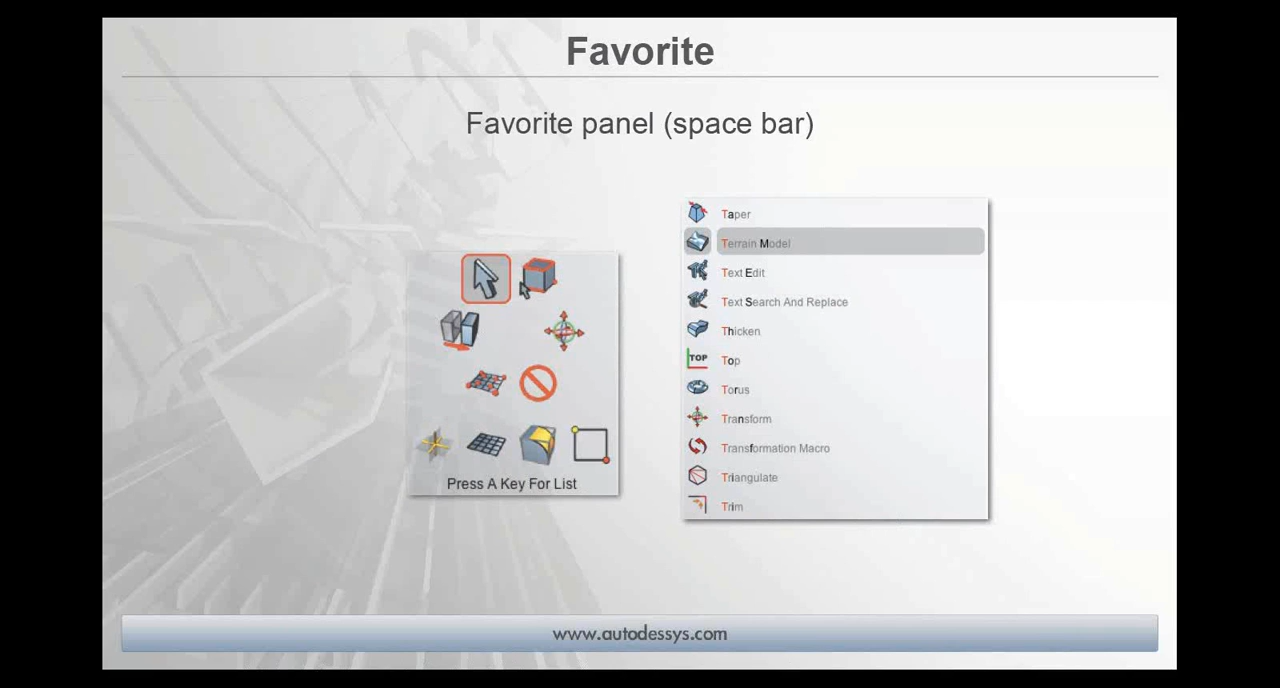 Favorite
Favorite panel (space bar)
Press A Key For List
Taper
Terrain Model
Text Edit
Text Search And Replace
Thicken
TOP
Top
Torus
Transform
Transformation Macro
Triangulate
Trim
www.autodessys.com